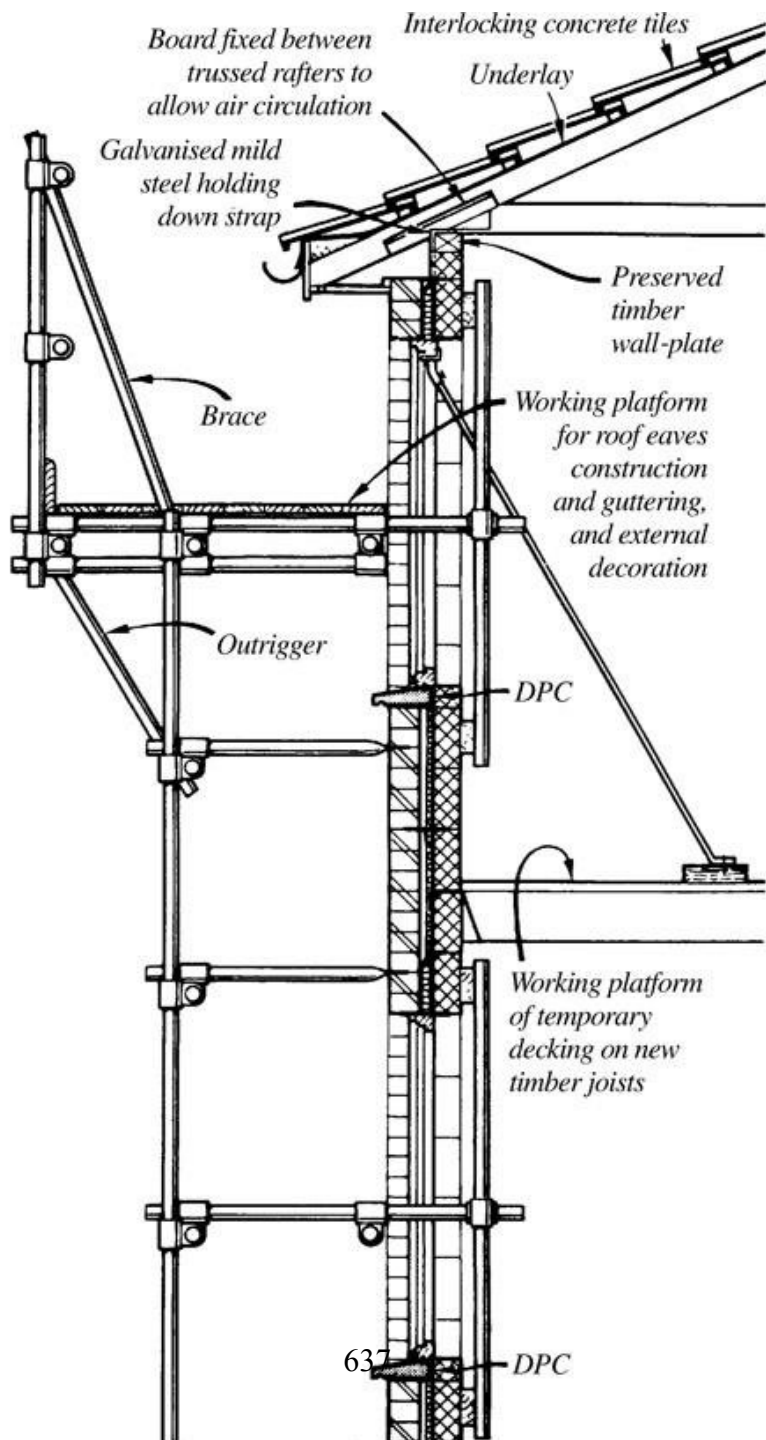 Board fixed between
trussed rafters to
allow air circulation
Interlocking concrete tiles
Underlay
Galvanised mild
steel holding
down strap
Preserved
timber
wall-plate
Brace
Working platform
for roof eaves
construction
and guttering,
and external
decoration
Outrigger
DPC
Working platform
of temporary
decking on new
timber joists
637
DPC